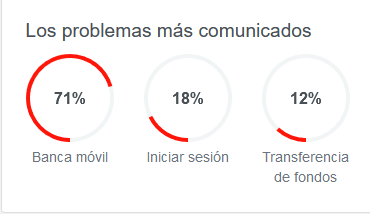 Los problemas más comunicados
71% 18% 12%
Banca móvil Iniciar sesión Transferencia
de fondos